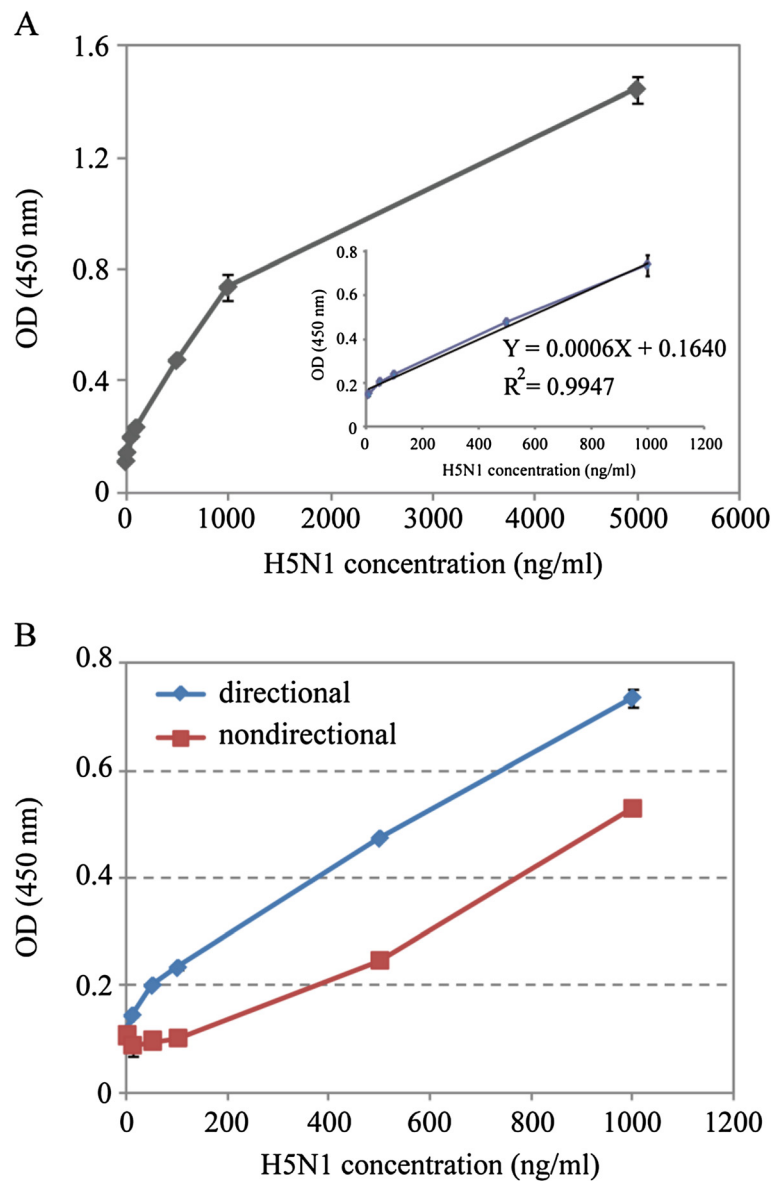 A
1.6
1.2
0.8
0.4
0
OD (450 nm)
0 1000 2000 3000 4000 5000 6000
H5N1 concentration (ng/ml)
0.8
0.6
0.4
0.2
0
OD (450 nm)
Y = 0.0006X + 0.1640
R² = 0.9947
0 200 400 600 800 1000 1200
H5N1 concentration (ng/ml)
B
0.8
0.6
0.4
0.2
0
OD (450 nm)
directional
nondirectional
0 200 400 600 800 1000 1200
H5N1 concentration (ng/ml)